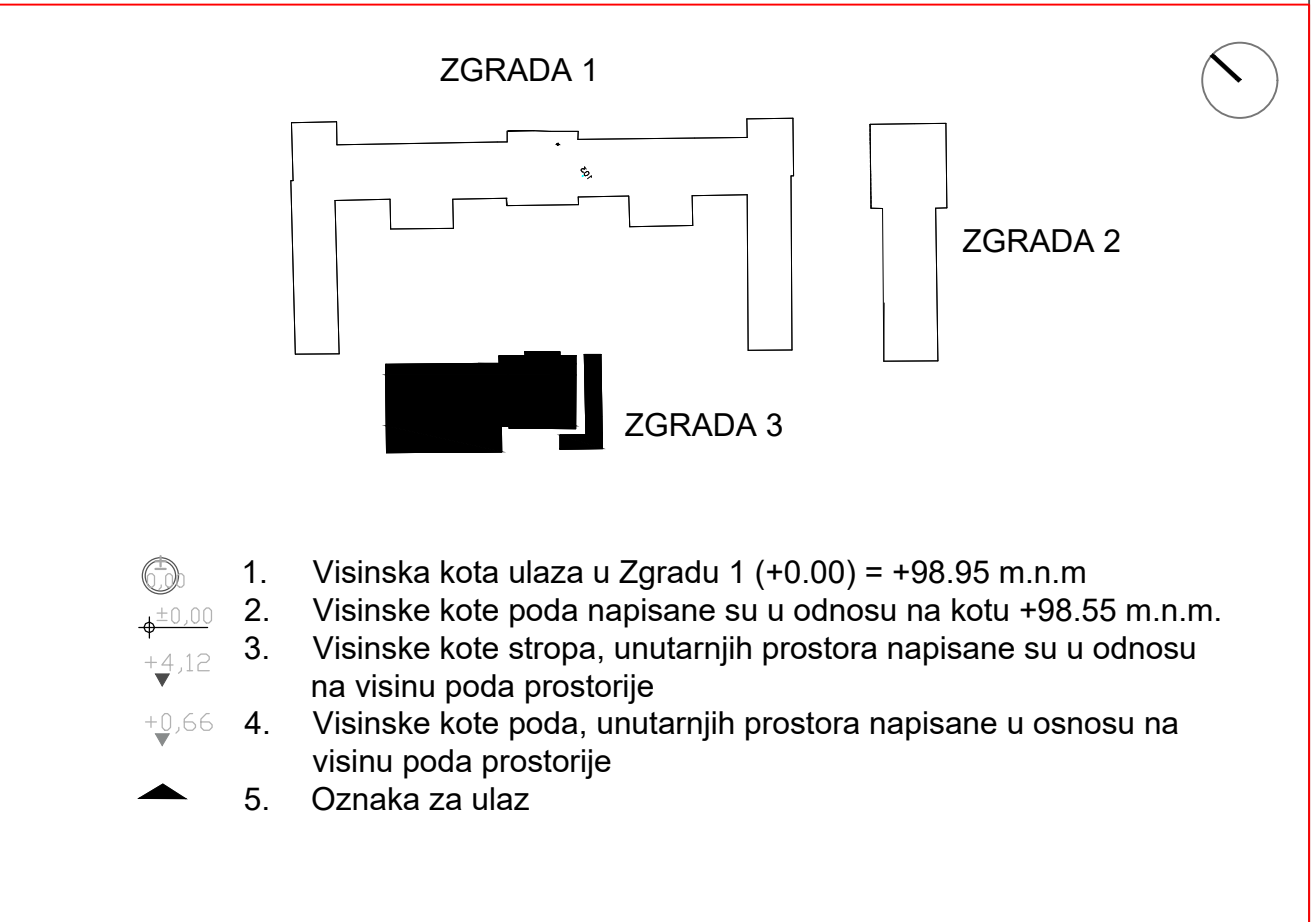 ZGRADA 1
ZGRADA 2
ZGRADA 3
±0,00 1. Visinska kota ulaza u Zgradu 1 (+0.00) = +98.95 m.n.m
±0,00 2. Visinske kote poda napisane su u odnosu na kotu +98.55 m.n.m.
+4,12 3. Visinske kote stropa, unutarnjih prostora napisane su u odnosu
na visinu poda prostorije
+0,66 4. Visinske kote poda, unutarnjih prostora napisane u osnosu na
visinu poda prostorije
5. Oznaka za ulaz